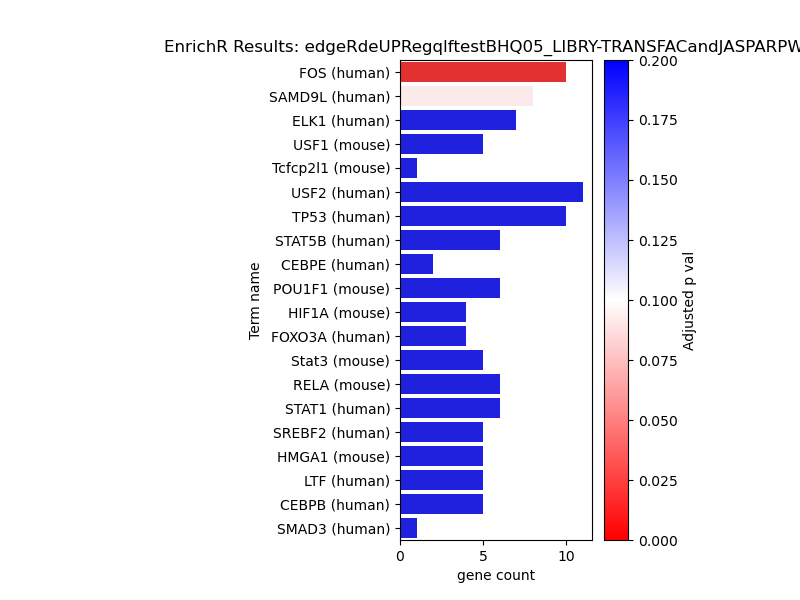 EnrichR Results: edgeRdeUPRegqlftestBHQ05_LIBRY-TRANSFACandJASPARPW
FOS (human)
SAMD9L (human)
ELK1 (human)
USF1 (mouse)
Tcfcp2l1 (mouse)
USF2 (human)
TP53 (human)
STAT5B (human)
CEBPE (human)
POU1F1 (mouse)
HIF1A (mouse)
FOXO3A (human)
Stat3 (mouse)
RELA (mouse)
STAT1 (human)
SREBF2 (human)
HMGA1 (mouse)
LTF (human)
CEBPB (human)
SMAD3 (human)
Term name
0 5 10
gene count
0.200
0.175
0.150
0.125
0.100
0.075
0.050
0.025
0.000
Adjusted p val